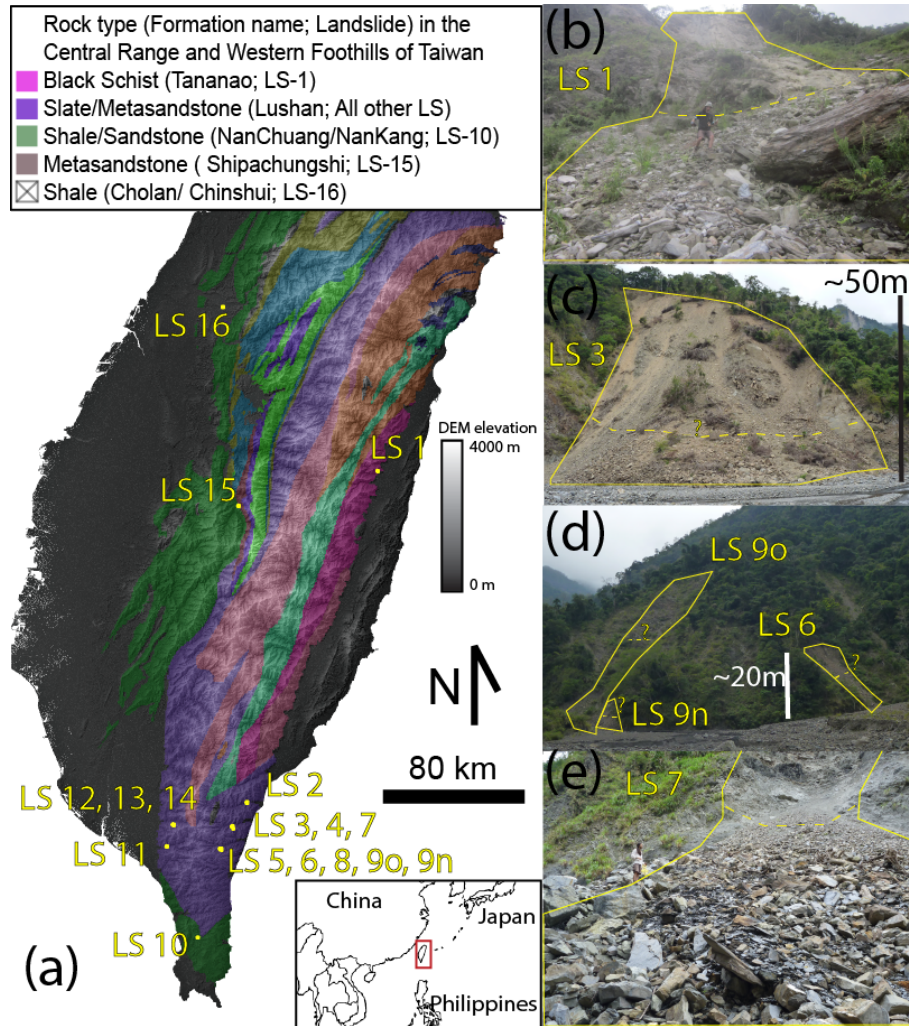 Rock type (Formation name; Landslide) in the
Central Range and Western Foothills of Taiwan
Black Schist (Tananao; LS-1)
Slate/Metasandstone (Lushan; All other LS)
Shale/Sandstone (NanChuang/NanKang; LS-10)
Metasandstone ( Shipachungshi; LS-15)
Shale (Cholan/ Chinshui; LS-16)
LS 16
DEM elevation
4000 m
0 m
LS 1
LS 15
N
80 km
LS 12, 13, 14
LS 2
LS 3, 4, 7
LS 11
LS 5, 6, 8, 9o, 9n
LS 10
(a)
China
Japan
Philippines
(b)
LS 1
(c)
~50m
LS 3
?
(d)
LS 9o
LS 6
?
?
~20m
?
LS 9n
(e)
LS 7